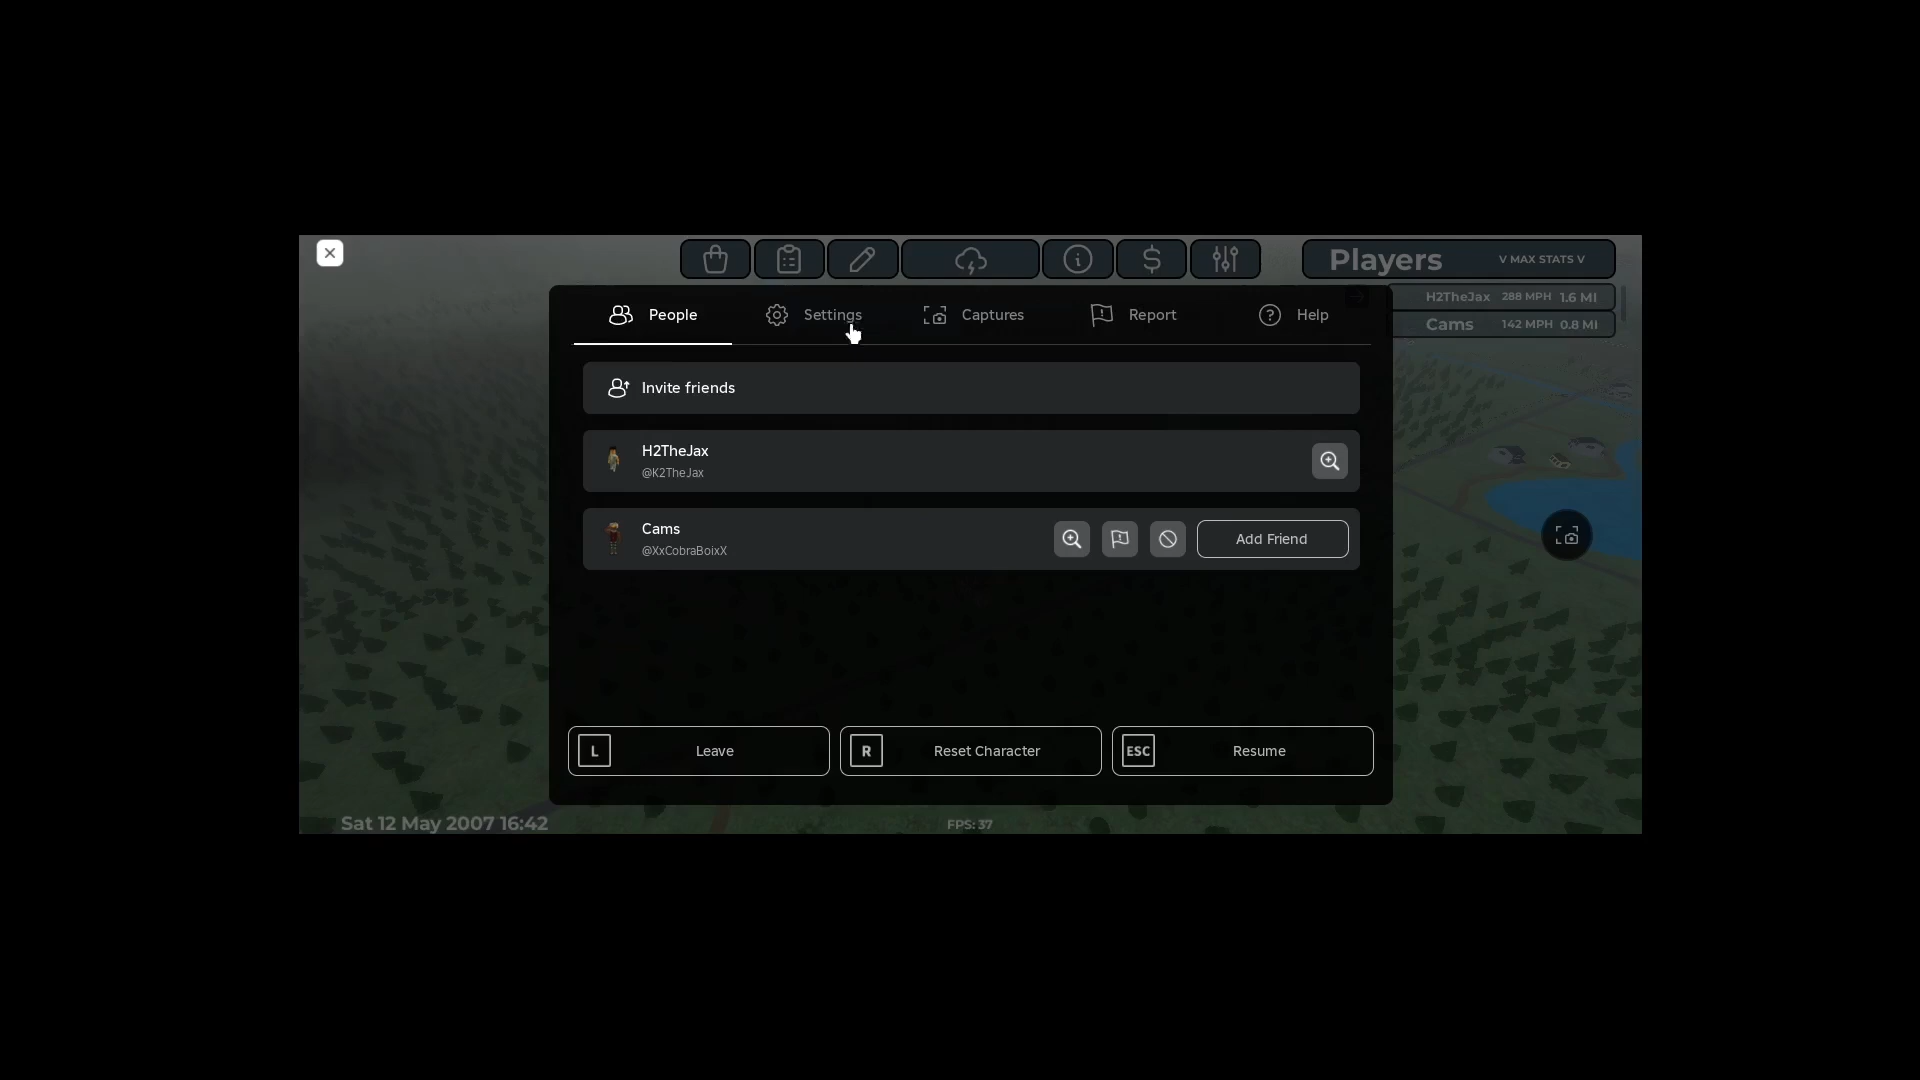 Players V MAX STATS V
People Settings Captures Report Help
H2TheJax 288 MPH 1.6 MI
Cams 142 MPH 0.8 MI
Invite friends
H2TheJax
@K2TheJax
Cams
@XxCobraBoixX
Add Friend
L Leave R Reset Character ESC Resume
Sat 12 May 2007 16:42 FPS: 37